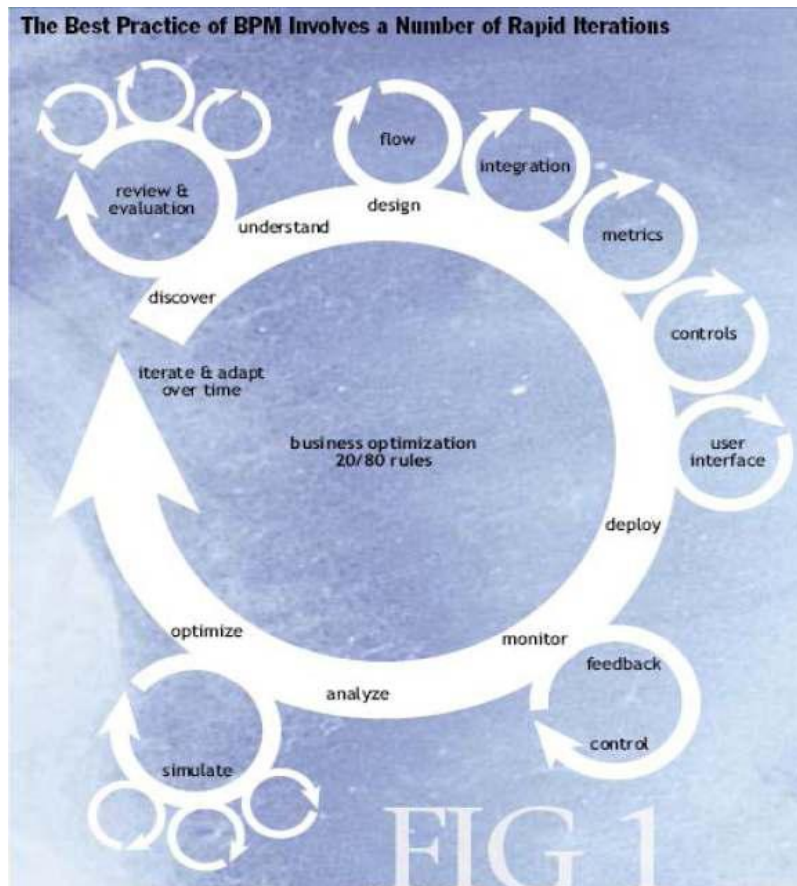 The Best Practice of BPM Involves a Number of Rapid Iterations
flow
integration
review &
evaluation
design
understand
metrics
discover
controls
iterate & adapt
over time
business optimization
20/80 rules
user
interface
deploy
optimize
monitor
feedback
analyze
control
simulate
FIG 1